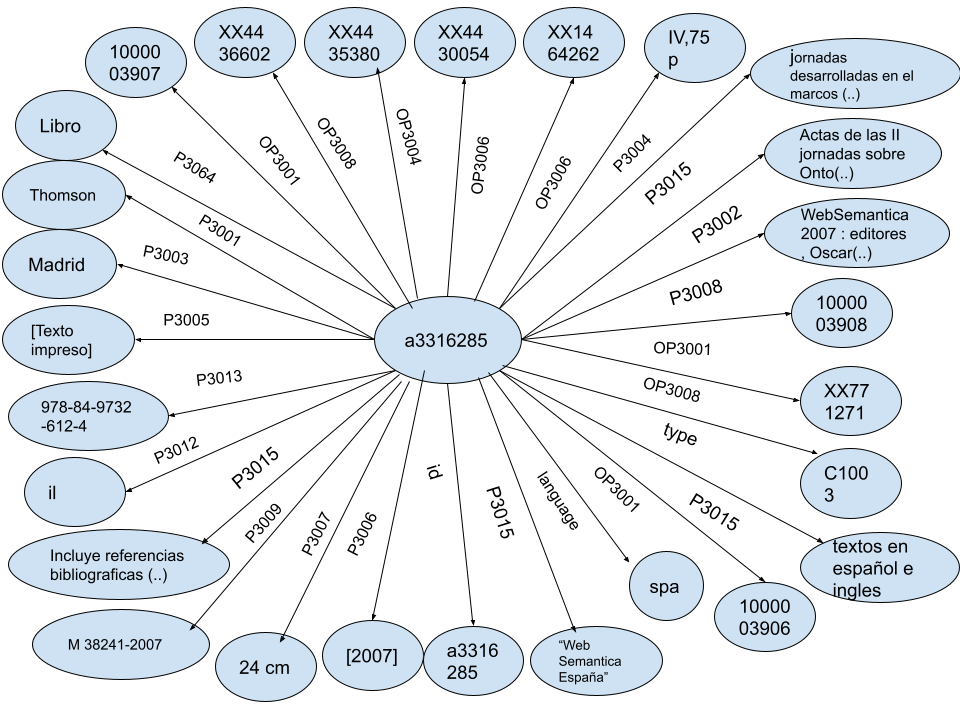 10000
03907
XX44
36602
XX44
35380
XX44
30054
XX14
64262
IV,75
p
jornadas
desarrolladas en el
marcos (..)
Libro
Actas de las II
jornadas sobre
Onto(..)
Thomson
WebSemantica
2007 : editores
, Oscar(..)
Madrid
10000
03908
[Texto
impreso]
a3316285
XX77
1271
978-84-9732
-612-4
C100
3
il
textos en
español e
ingles
Incluye referencias
bibliograficas (..)
spa
10000
03906
M 38241-2007
24 cm
[2007]
a3316
285
“Web
Semantica
España”
P3064
OP3001
OP3008
OP3004
OP3006
OP3006
P3004
P3015
P3002
P3008
OP3001
OP3008
type
P3015
OP3001
language
P3015
id
P3006
P3007
P3009
P3015
P3012
P3013
P3005
P3003
P3001